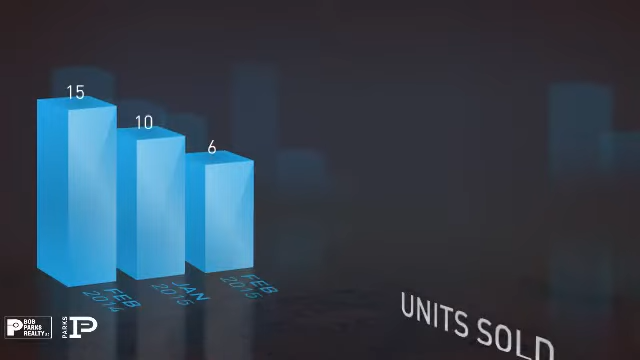 15
10
6
FEB
2014
JAN
2015
FEB
2015
UNITS SOLD
BOB
PARKS
REALTY
PARKS
P